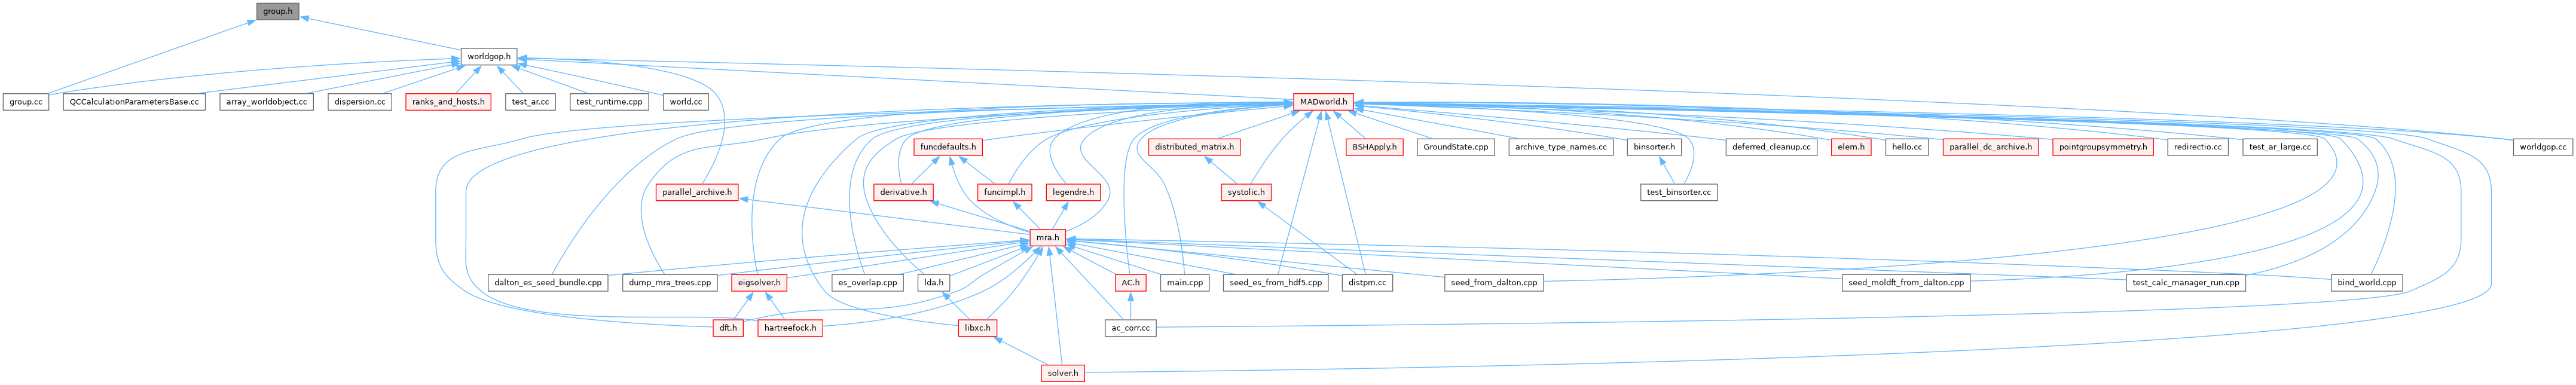 group.h
worldgop.h
group.cc
QCCalculationParametersBase.cc
array_worldobject.cc
dispersion.cc
ranks_and_hosts.h
test_ar.cc
test_runtime.cpp
world.cc
MADworld.h
funcdefaults.h
distributed_matrix.h
BSHApply.h
GroundState.cpp
archive_type_names.cc
binsorter.h
deferred_cleanup.cc
elem.h
hello.cc
parallel_dc_archive.h
pointgroupsymmetry.h
redirectio.cc
test_ar_large.cc
worldgop.cc
parallel_archive.h
derivative.h
funcimpl.h
legendre.h
systolic.h
test_binsorter.cc
mra.h
dalton_es_seed_bundle.cpp
dump_mra_trees.cpp
eigsolver.h
es_overlap.cpp
lda.h
AC.h
main.cpp
seed_es_from_hdf5.cpp
distpm.cc
seed_from_dalton.cpp
seed_moldft_from_dalton.cpp
test_calc_manager_run.cpp
bind_world.cpp
dft.h
hartreefock.h
libxc.h
ac_corr.cc
solver.h